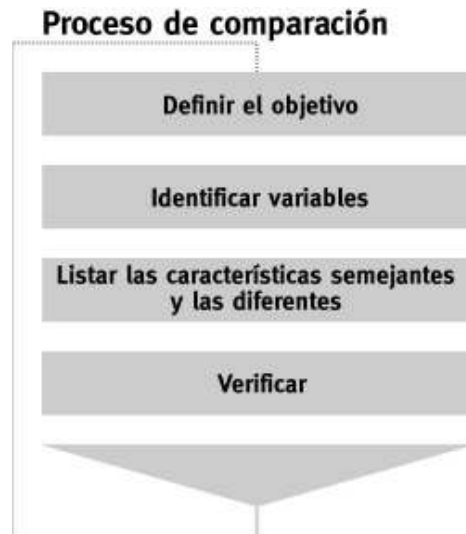 Proceso de comparación
Definir el objetivo
Identificar variables
Listar las características semejantes
y las diferentes
Verificar